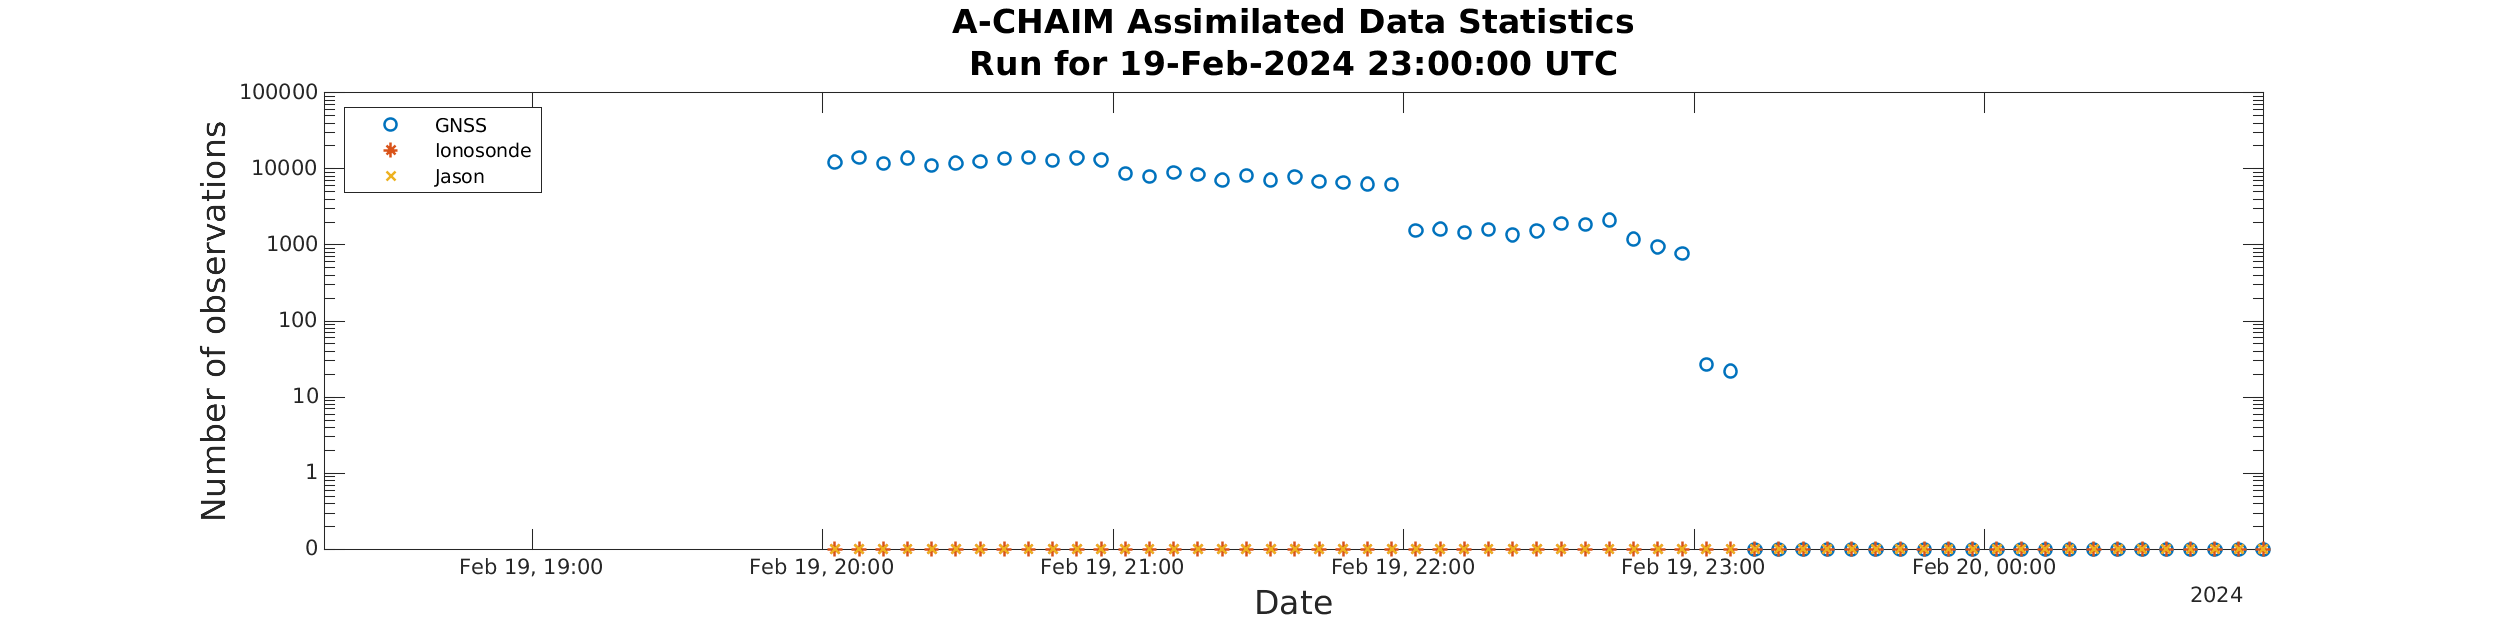 A-CHAIM Assimilated Data Statistics
Run for 19-Feb-2024 23:00:00 UTC
100000
10000
1000
100
10
1
0
Number of observations
GNSS
Ionosonde
Jason
Feb 19, 19:00
Feb 19, 20:00
Feb 19, 21:00
Feb 19, 22:00
Feb 19, 23:00
Feb 20, 00:00
2024
Date